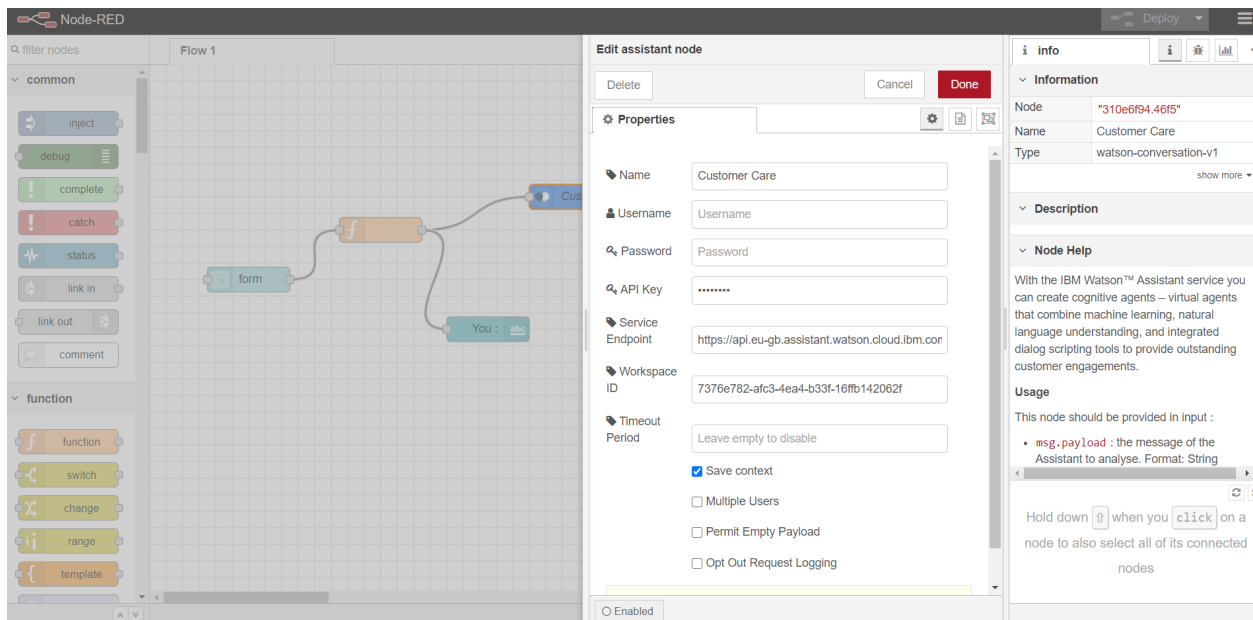 Node-RED
Deploy
filter nodes
Flow 1
common
inject
debug
complete
catch
status
link in
link out
comment
function
function
switch
change
range
template
form
You :
abc
Cus
Edit assistant node
Delete
Cancel
Done
Properties
Name
Customer Care
Username
Username
Password
Password
API Key
••••••••
Service
Endpoint
https://api.eu-gb.assistant.watson.cloud.ibm.con
Workspace
ID
7376e782-afc3-4ea4-b33f-16ffb142062f
Timeout
Period
Leave empty to disable
Save context
Multiple Users
Permit Empty Payload
Opt Out Request Logging
Enabled
info
Information
Node
"310e6f94.46f5"
Name
Customer Care
Type
watson-conversation-v1
show more
Description
Node Help
With the IBM Watson™ Assistant service you
can create cognitive agents – virtual agents
that combine machine learning, natural
language understanding, and integrated
dialog scripting tools to provide outstanding
customer engagements.
Usage
This node should be provided in input :
msg.payload : the message of the
Assistant to analyse. Format: String
Hold down ⇧ when you click on a
node to also select all of its connected
nodes